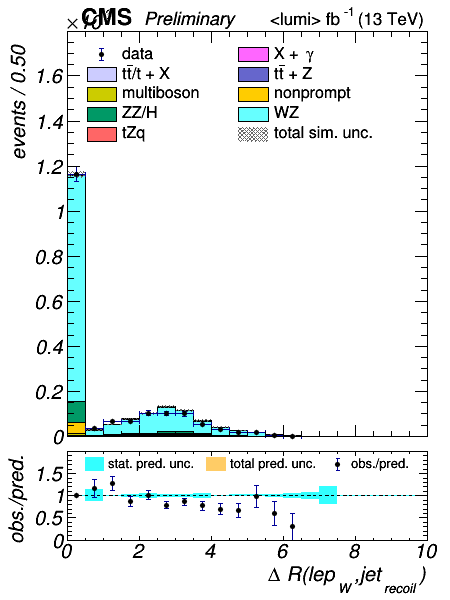 CMS Preliminary <lumi> fb⁻¹ (13 TeV)
events / 0.50
data
tt̄/t + X
multiboson
ZZ/H
tZq
X + γ
tt̄ + Z
nonprompt
WZ
total sim. unc.
1.6
1.4
1.2
1
0.8
0.6
0.4
0.2
0
obs./pred.
stat. pred. unc. total pred. unc. obs./pred.
1.5
1
0.5
0
0 2 4 6 8 10
Δ R(lep_W, jet_recoil)